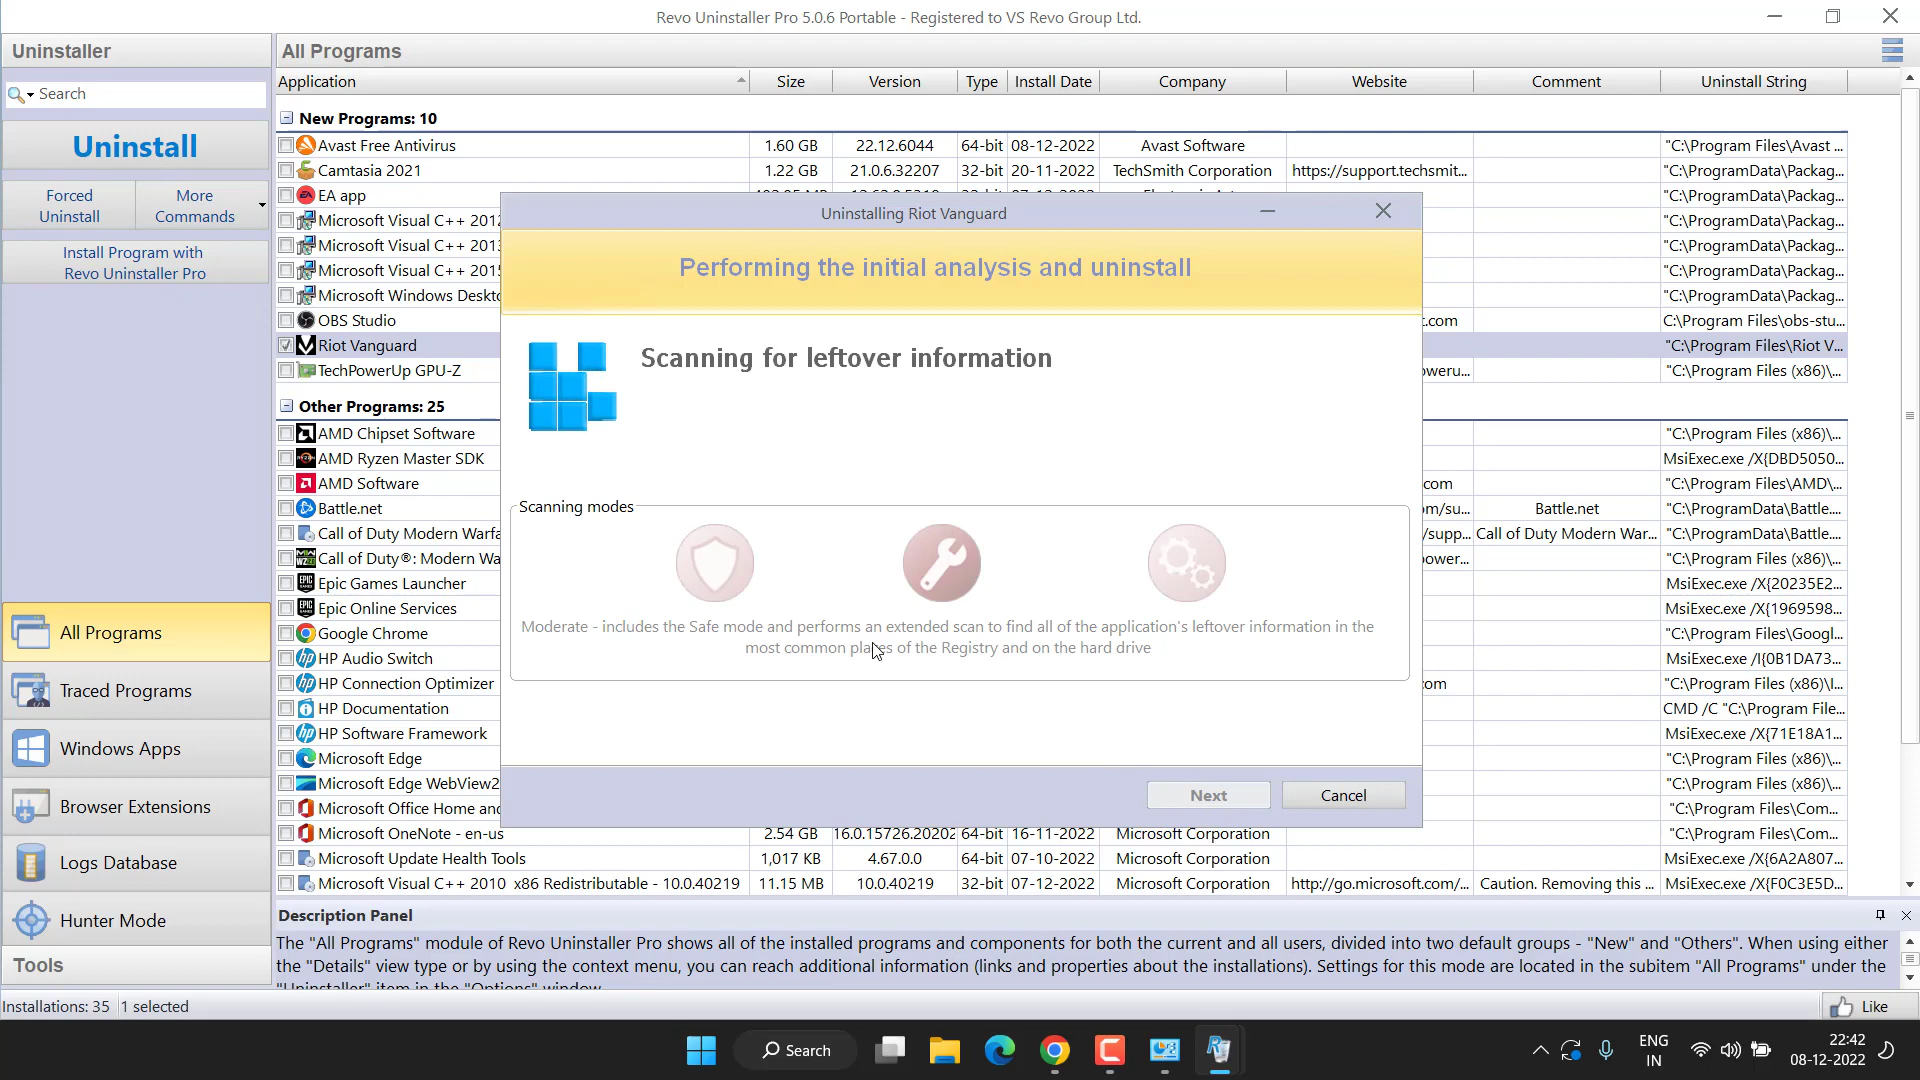 Revo Uninstaller Pro 5.0.6 Portable - Registered to VS Revo Group Ltd.
Uninstaller
All Programs
Application Size Version Type Install Date Company Website Comment Uninstall String
Search
New Programs: 10
Uninstall
Avast Free Antivirus 1.60 GB 22.12.6044 64-bit 08-12-2022 Avast Software "C:\Program Files\Avast ...
Camtasia 2021 1.22 GB 21.0.6.32207 32-bit 20-11-2022 TechSmith Corporation https://support.techsmit... "C:\ProgramData\Packag...
Forced Uninstall
More Commands
EA app "C:\ProgramData\Packag...
Microsoft Visual C++ 2012 "C:\ProgramData\Packag...
Microsoft Visual C++ 2013 "C:\ProgramData\Packag...
Microsoft Visual C++ 2015 "C:\ProgramData\Packag...
Microsoft Windows Deskto "C:\ProgramData\Packag...
OBS Studio t.com C:\Program Files\obs-stu...
Riot Vanguard "C:\Program Files\Riot V...
TechPowerUp GPU-Z oweru... "C:\Program Files (x86)\...
Install Program with
Revo Uninstaller Pro
Uninstalling Riot Vanguard
Performing the initial analysis and uninstall
Scanning for leftover information
Scanning modes
Moderate - includes the Safe mode and performs an extended scan to find all of the application's leftover information in the
most common places of the Registry and on the hard drive
Next Cancel
Other Programs: 25
AMD Chipset Software "C:\Program Files (x86)\...
AMD Ryzen Master SDK MsiExec.exe /X{DBD5050...
AMD Software com "C:\Program Files\AMD\...
Battle.net om/su... Battle.net "C:\ProgramData\Battle....
Call of Duty Modern Warfa /supp... Call of Duty Modern War... "C:\ProgramData\Battle....
Call of Duty®: Modern Wa ower... "C:\Program Files (x86)\...
Epic Games Launcher MsiExec.exe /X{20235E2...
Epic Online Services MsiExec.exe /X{1969598...
Google Chrome "C:\Program Files\Googl...
HP Audio Switch MsiExec.exe /I{0B1DA73...
HP Connection Optimizer om "C:\Program Files (x86)\I...
HP Documentation CMD /C "C:\Program File...
HP Software Framework MsiExec.exe /X{71E18A1...
Microsoft Edge "C:\Program Files (x86)\...
Microsoft Edge WebView2 "C:\Program Files (x86)\...
Microsoft Office Home and "C:\Program Files\Com...
Microsoft OneNote - en-us 2.54 GB 16.0.15726.20202 64-bit 16-11-2022 Microsoft Corporation "C:\Program Files\Com...
Microsoft Update Health Tools 1,017 KB 4.67.0.0 64-bit 07-10-2022 Microsoft Corporation MsiExec.exe /X{6A2A807...
Microsoft Visual C++ 2010 x86 Redistributable - 10.0.40219 11.15 MB 10.0.40219 32-bit 07-12-2022 Microsoft Corporation http://go.microsoft.com/... Caution. Removing this ... MsiExec.exe /X{F0C3E5D...
All Programs
Traced Programs
Windows Apps
Browser Extensions
Logs Database
Hunter Mode
Tools
Description Panel
The "All Programs" module of Revo Uninstaller Pro shows all of the installed programs and components for both the current and all users, divided into two default groups - "New" and "Others". When using either
the "Details" view type or by using the context menu, you can reach additional information (links and properties about the installations). Settings for this mode are located in the subitem "All Programs" under the
"Uninstaller" item in the "Options" window.
Installations: 35 1 selected
Like
Search
ENG
IN
22:42
08-12-2022